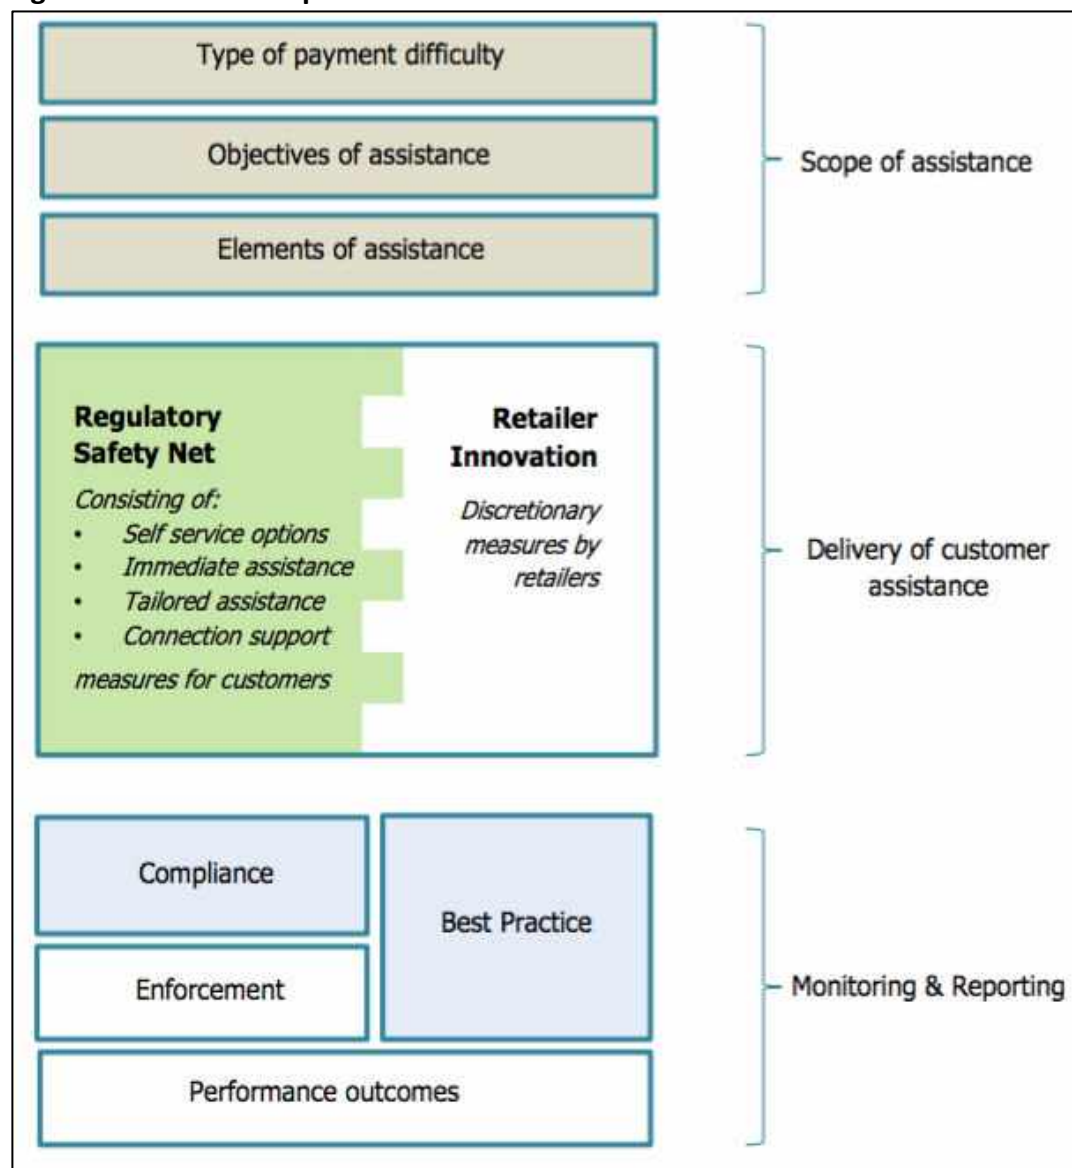 Type of payment difficulty
Objectives of assistance
Elements of assistance
Scope of assistance
Regulatory
Safety Net
Consisting of:
• Self service options
• Immediate assistance
• Tailored assistance
• Connection support
measures for customers
Retailer
Innovation
Discretionary
measures by
retailers
Delivery of customer
assistance
Compliance
Enforcement
Best Practice
Performance outcomes
Monitoring & Reporting